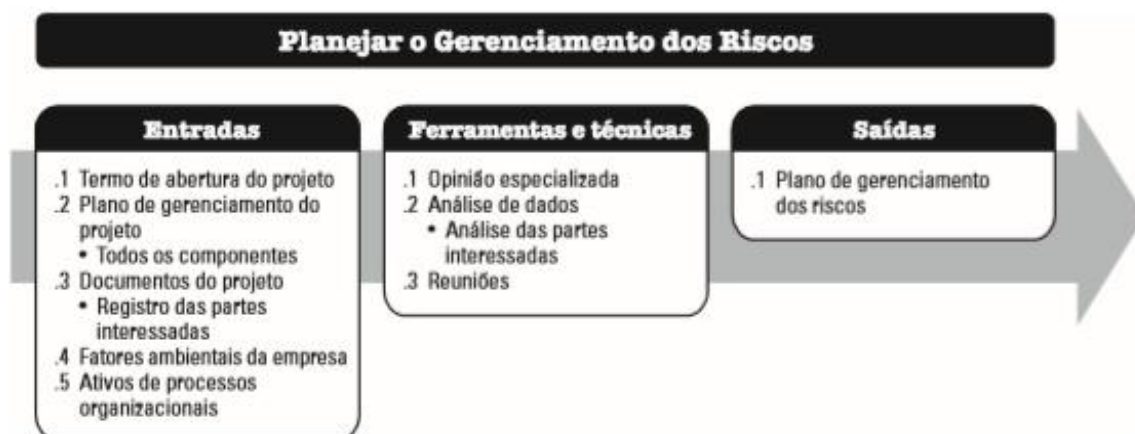 Planejar o Gerenciamento dos Riscos
Entradas
.1 Termo de abertura do projeto
.2 Plano de gerenciamento do
projeto
• Todos os componentes
.3 Documentos do projeto
• Registro das partes
interessadas
.4 Fatores ambientais da empresa
.5 Ativos de processos
organizacionais
Ferramentas e técnicas
.1 Opinião especializada
.2 Análise de dados
• Análise das partes
interessadas
.3 Reuniões
Saídas
.1 Plano de gerenciamento
dos riscos